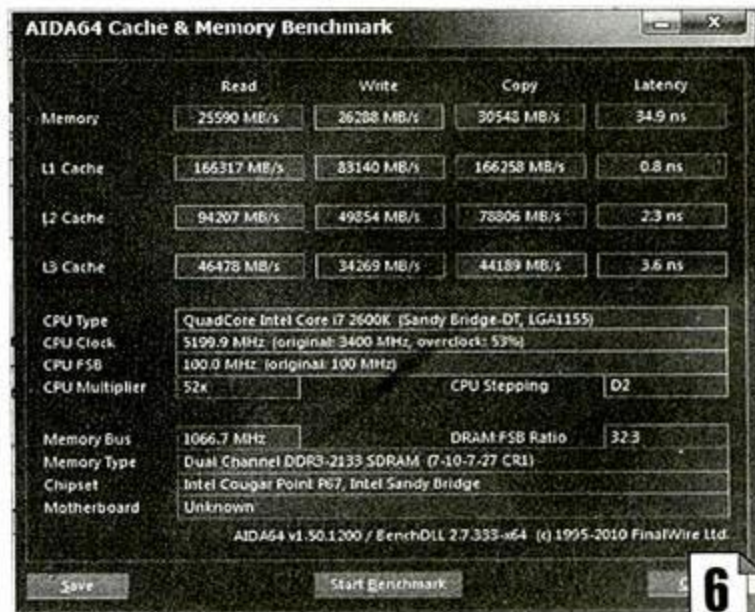 AIDA64 Cache & Memory Benchmark
Read Write Copy Latency
Memory 25590 MB/s 26288 MB/s 30548 MB/s 34.9 ns
L1 Cache 166317 MB/s 83140 MB/s 166258 MB/s 0.8 ns
L2 Cache 94207 MB/s 49854 MB/s 78806 MB/s 2.3 ns
L3 Cache 46478 MB/s 34269 MB/s 44189 MB/s 3.6 ns
CPU Type QuadCore Intel Core i7 2600K (Sandy Bridge-DT, LGA1155)
CPU Clock 5199.9 MHz (original: 3400 MHz, overclock: 53%)
CPU FSB 100.0 MHz (original: 100 MHz)
CPU Multiplier 52x CPU Stepping D2
Memory Bus 1066.7 MHz DRAM:FSB Ratio 32:3
Memory Type Dual Channel DDR3-2133 SDRAM (7-10-7-27 CR1)
Chipset Intel Cougar Point P67, Intel Sandy Bridge
Motherboard Unknown
AIDA64 v1.50.1200 / BenchDLL 2.7.333-x64 (c) 1995-2010 FinalWire Ltd.
Save Start Benchmark
6